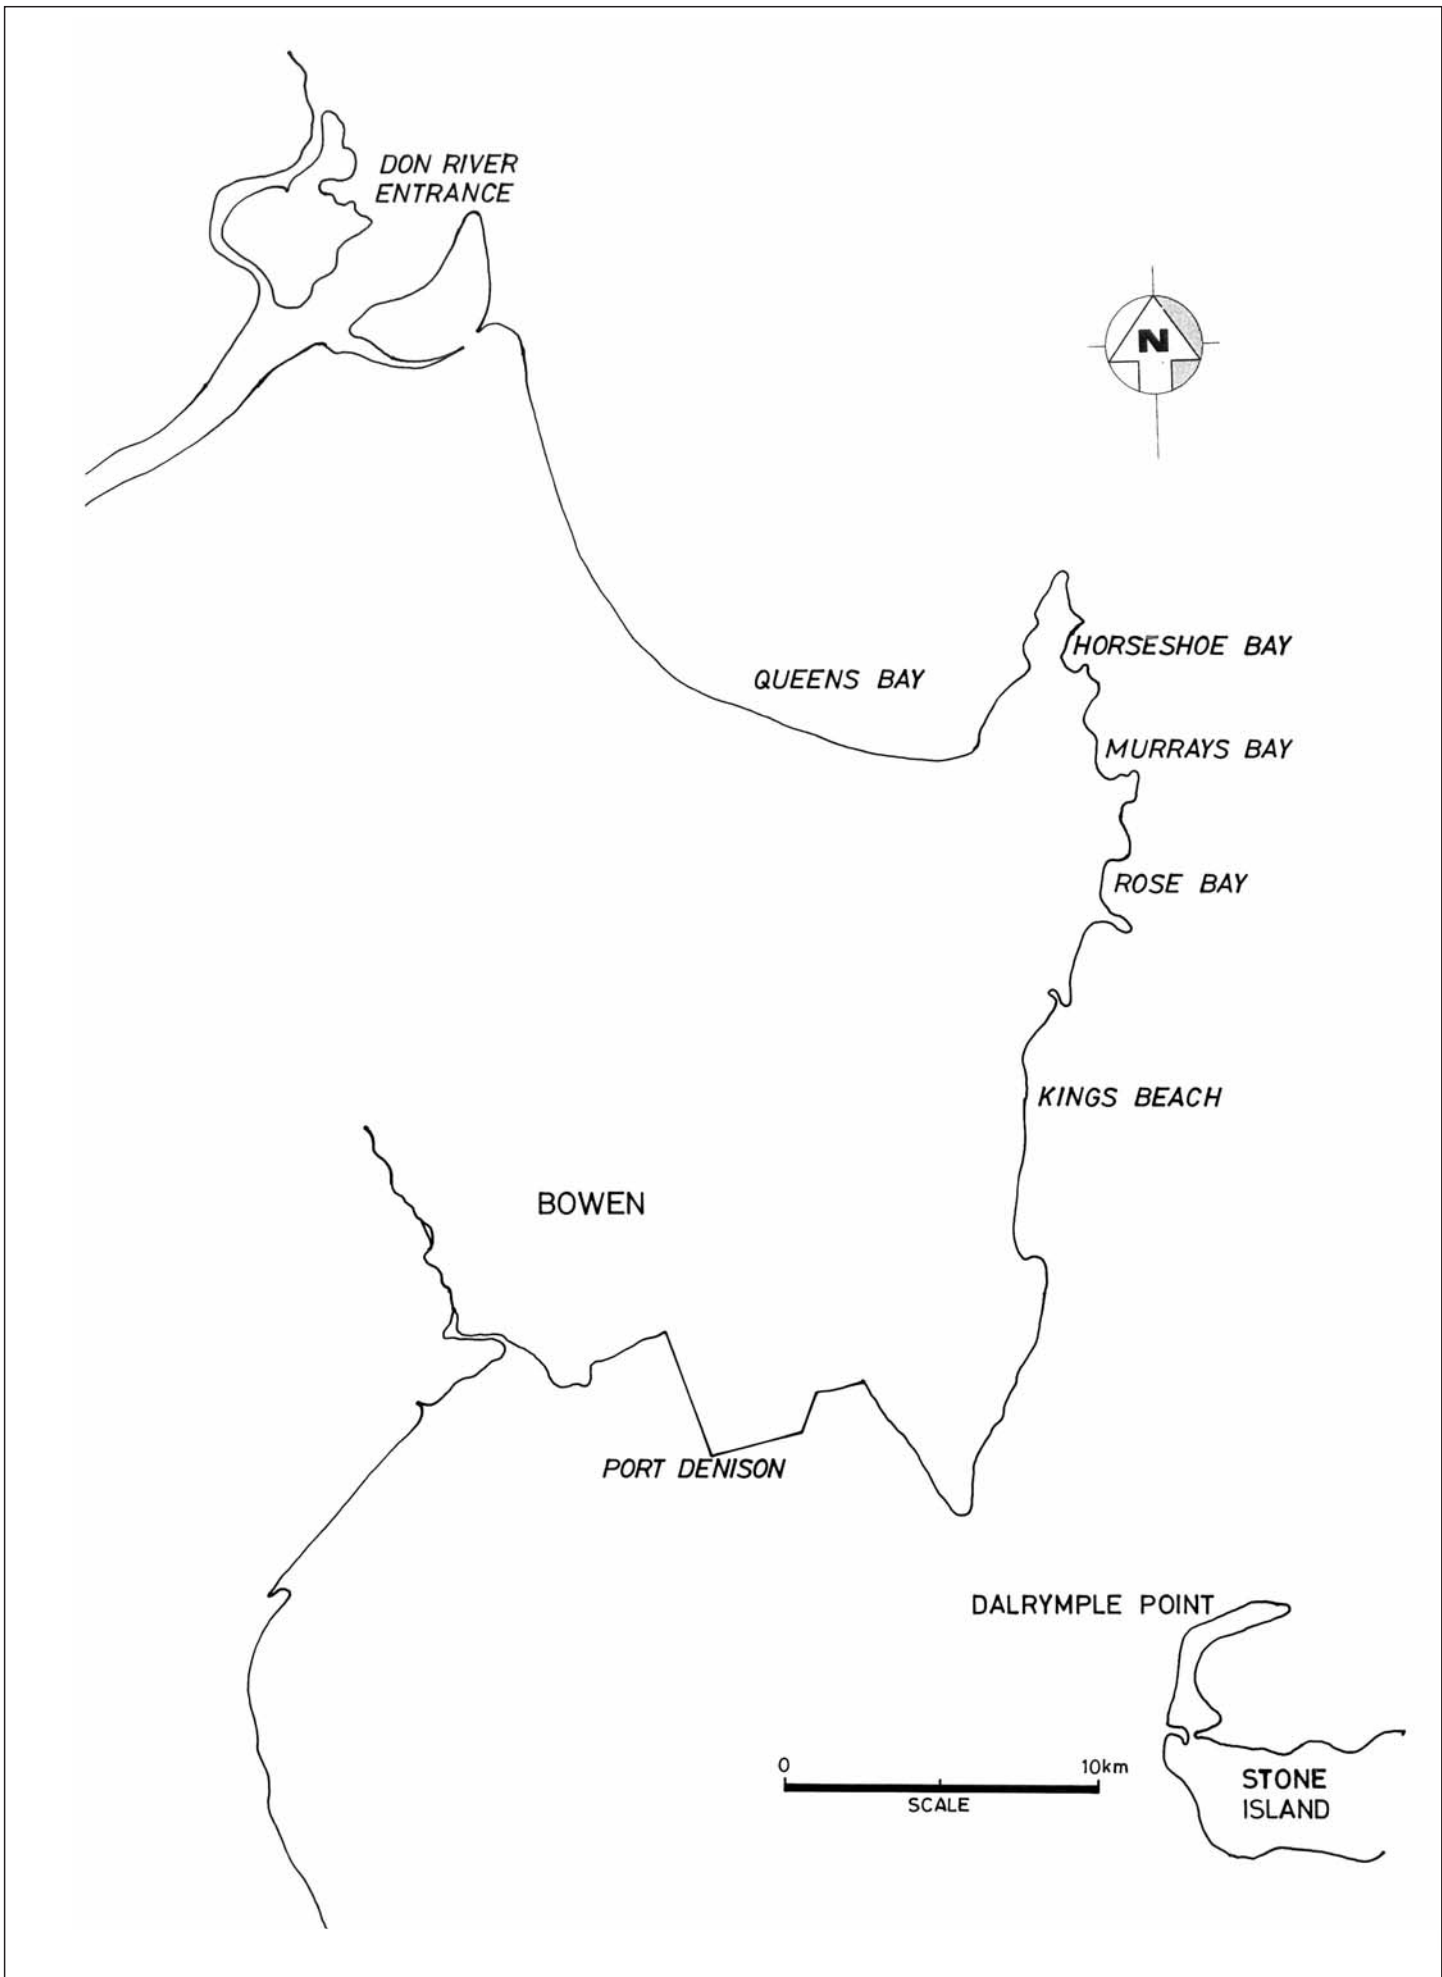 DON RIVER
ENTRANCE
N
HORSESHOE BAY
QUEENS BAY
MURRAYS BAY
ROSE BAY
KINGS BEACH
BOWEN
PORT DENISON
DALRYMPLE POINT
0 10km
SCALE
STONE
ISLAND